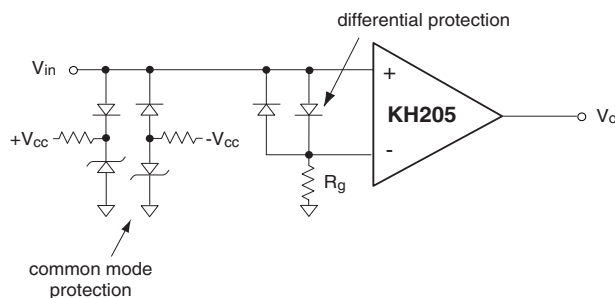 differential protection
Vin
+
KH205
Vo
+Vcc
-Vcc
-
Rg
common mode
protection